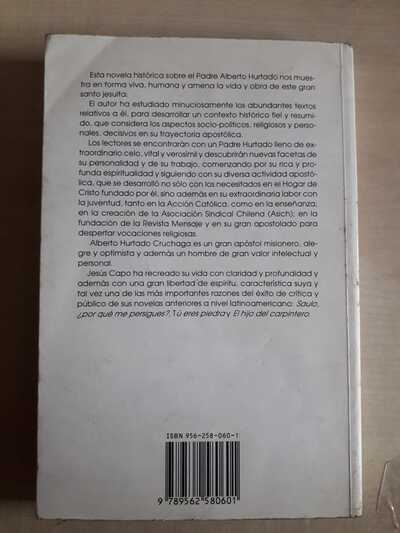 Esta novela histórica sobre el Padre Alberto Hurtado nos mues-
tra en forma viva, humana y amena la vida y obra de este gran
santo jesuita.
El autor ha estudiado minuciosamente los abundantes textos
relativos a él, para desarrollar un contexto histórico fiel y resumi-
do, que considera los aspectos socio-políticos, religiosos y perso-
nales, decisivos en su trayectoria apostólica.
Los lectores se encontrarán con un Padre Hurtado lleno de ex-
traordinario celo, vital y verosímil y descubrirán nuevas facetas de
su personalidad y de su trabajo, comenzando por su rica y pro-
funda espiritualidad y siguiendo con su diversa actividad apostó-
lica, que se desarrolló no sólo con los necesitados en el Hogar de
Cristo fundado por él, sino además en su extraordinaria labor con
la juventud, tanto en la Acción Católica, como en la enseñanza;
en la creación de la Asociación Sindical Chilena (Asich); en la
fundación de la Revista Mensaje y en su gran apostolado para
despertar vocaciones religiosas.
Alberto Hurtado Cruchaga es un gran apóstol misionero, ale-
gre y optimista y además un hombre de gran valor intelectual y
personal.
Jesús Capo ha recreado su vida con claridad y profundidad y
además con una gran libertad de espíritu, característica suya y
tal vez una de las más importantes razones del éxito de crítica y
público de sus novelas anteriores a nivel latinoamericano: Saulo,
¿por qué me persigues?, Tú eres piedra y El hijo del carpintero.
ISBN 956-258-060-1
9 789562 580601